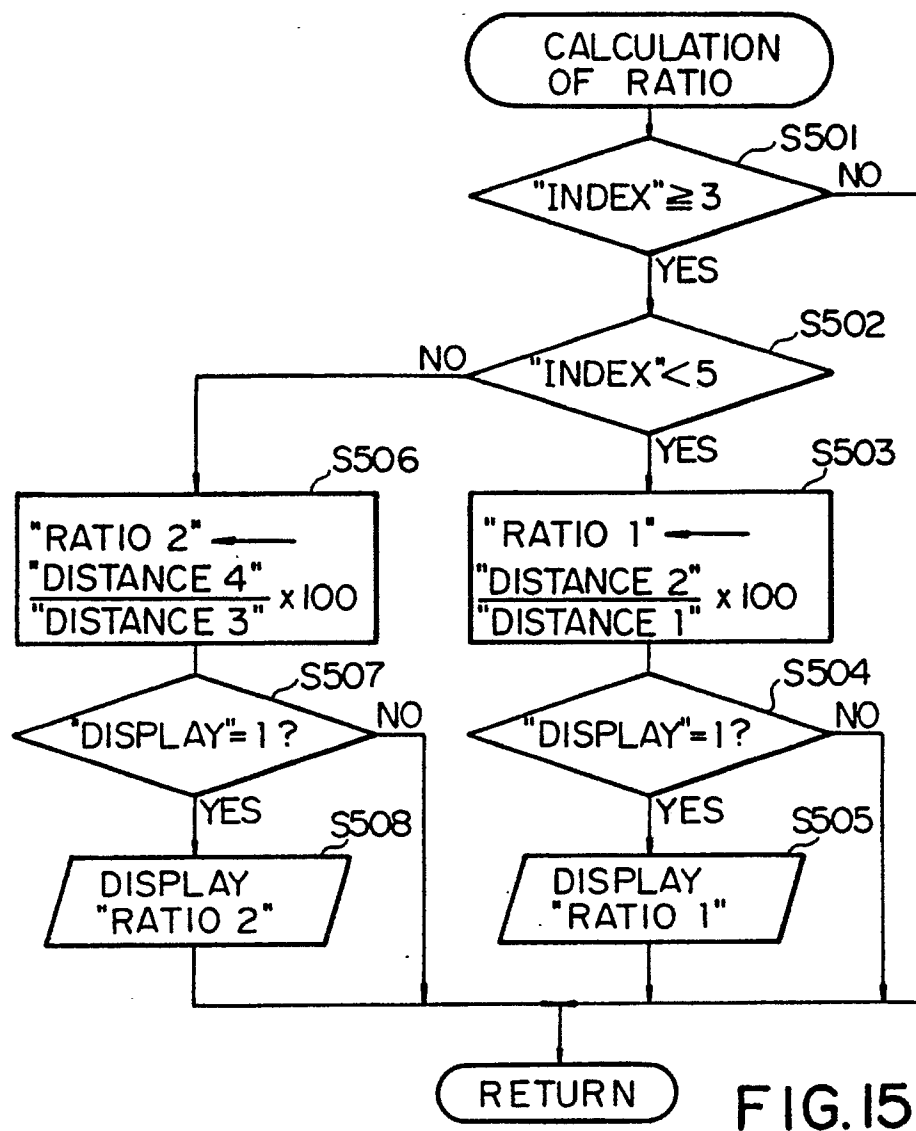 CALCULATION
OF RATIO
S501
"INDEX"≧3
NO
YES
S502
"INDEX"<5
NO
YES
S506
"RATIO 2" ←
"DISTANCE 4"
"DISTANCE 3" ×100
S503
"RATIO 1" ←
"DISTANCE 2"
"DISTANCE 1" ×100
S507
"DISPLAY"=1?
NO
YES
S504
"DISPLAY"=1?
NO
YES
S508
DISPLAY
"RATIO 2"
S505
DISPLAY
"RATIO 1"
RETURN
FIG.15